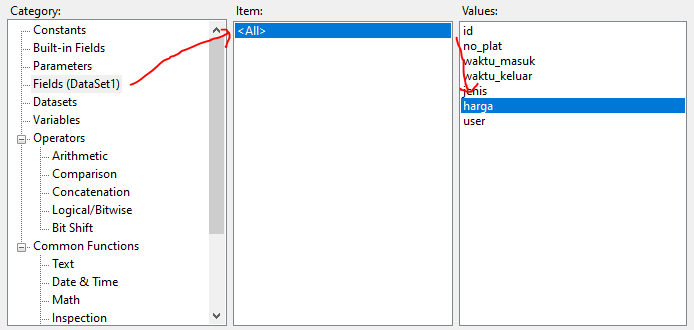 Category:
Constants
Built-in Fields
Parameters
Fields (DataSet1)
Datasets
Variables
Operators
Arithmetic
Comparison
Concatenation
Logical/Bitwise
Bit Shift
Common Functions
Text
Date & Time
Math
Inspection
Item:
<All>
Values:
id
no_plat
waktu_masuk
waktu_keluar
jenis
harga
user